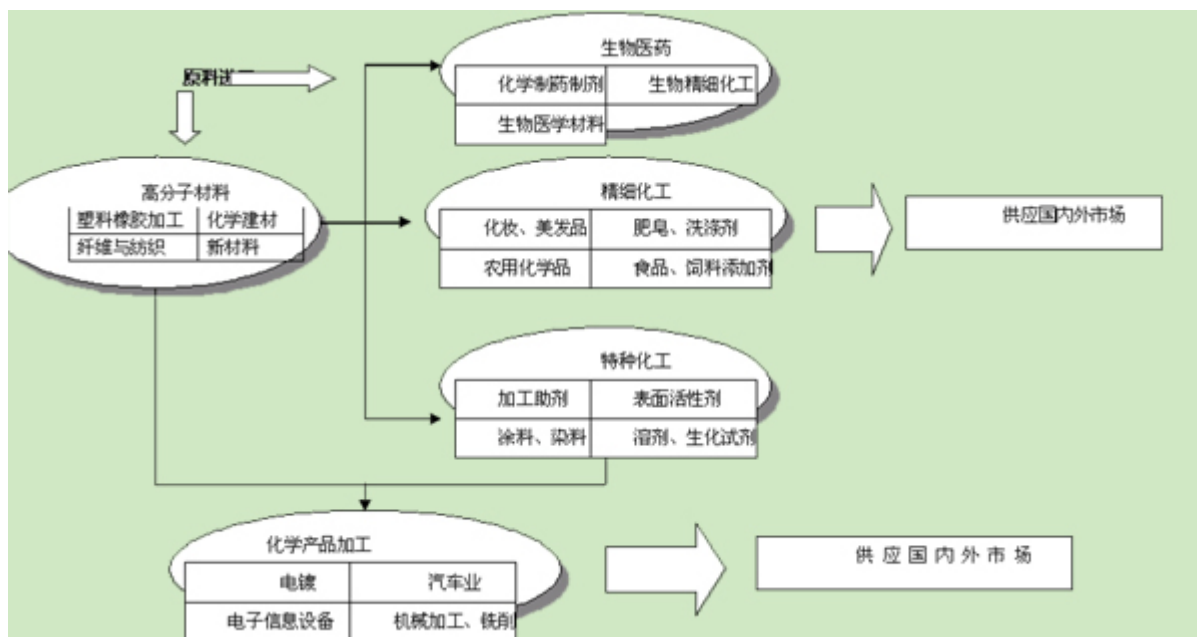 生物医药
原料
化学制药制剂 生物精细化工
生物医学材料
高分子材料
塑料橡胶加工 化学建材
纤维与纺织 新材料
精细化工
化妆、美发品 肥皂、洗涤剂
农用化学品 食品、饲料添加剂
供应国内外市场
特种化工
加工助剂 表面活性剂
涂料、染料 溶剂、生化试剂
化学产品加工
电镀 汽车业
电子信息设备 机械加工、铣削
供应国内外市场